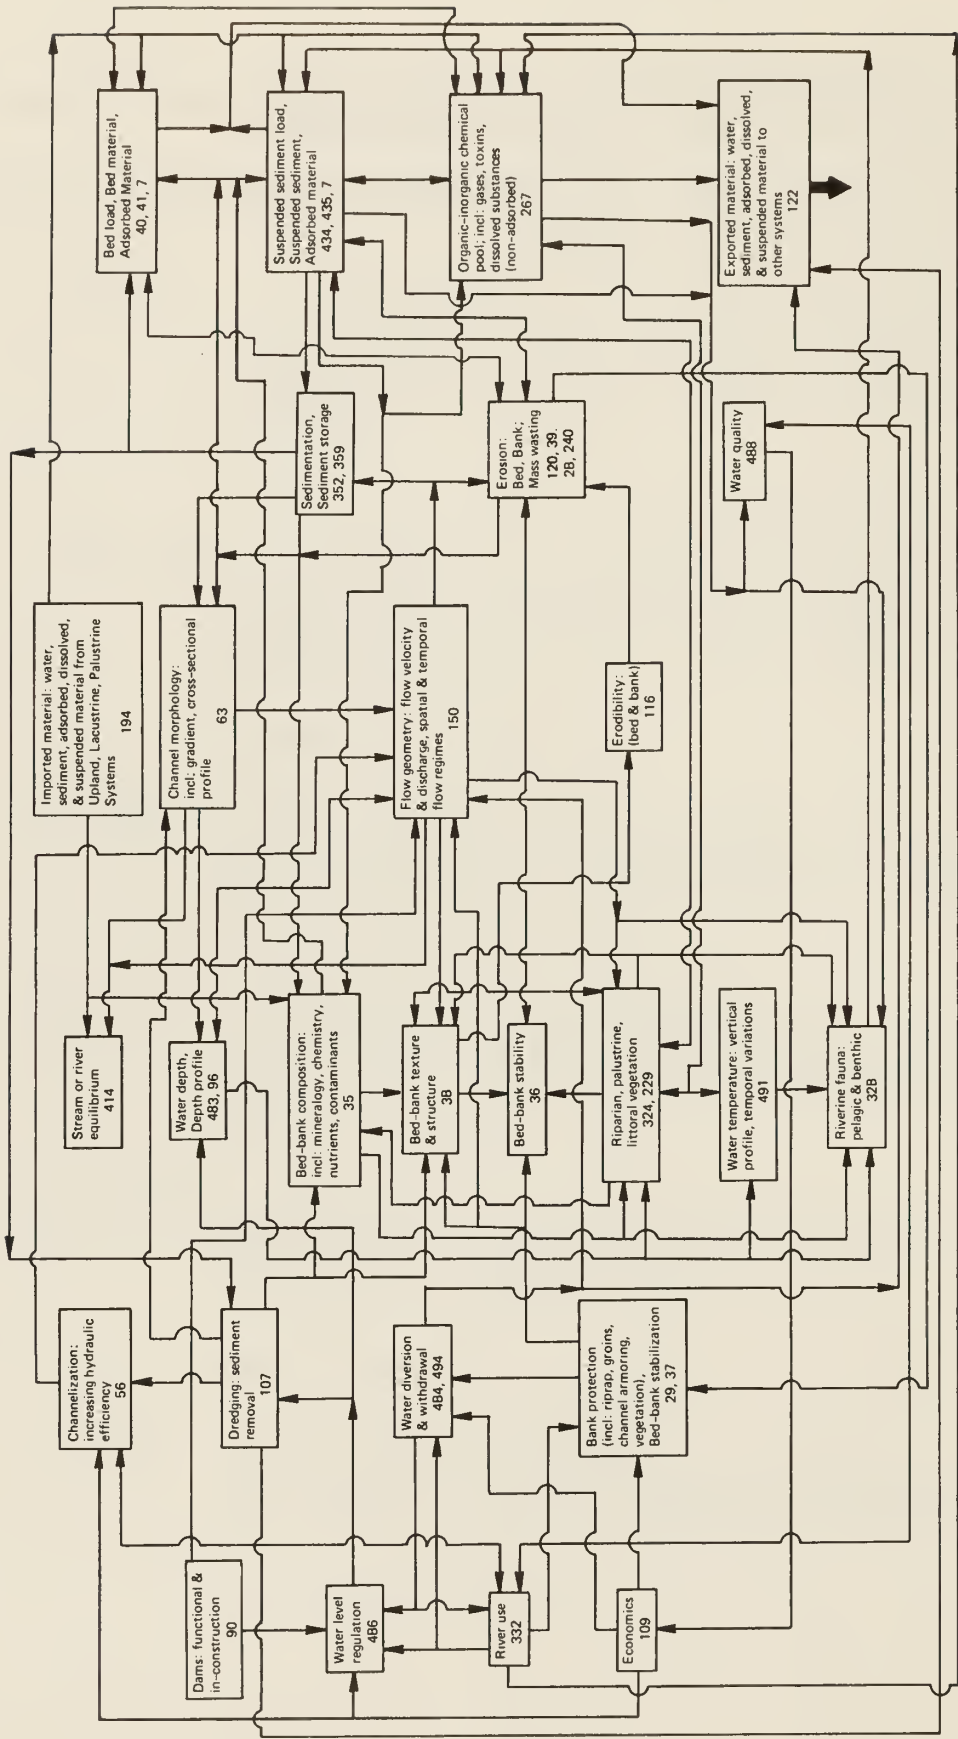 Dams: functional &
in-construction
90
Water level
regulation
4B6
River use
332
Economics
109
Channelization:
increasing hydraulic
efficiency
56
Dredging: sediment
removal
107
Water diversion
& withdrawal
4B4, 494
Bank protection
(incl: riprap, groins,
channel armoring,
vegetation),
Bed-bank stabilization
29, 37
Stream or river
equilibrium
414
Water depth,
Depth profile
483, 96
Bed-bank composition:
incl: mineralogy, chemistry,
nutrients, contaminants
35
Bed-bank texture
& structure
3B
Bed-bank stability
36
Riparian, palustrine,
littoral vegetation
324, 229
Water temperature: vertical
profile, temporal variations
491
Riverine fauna:
pelagic & benthic
32B
Imported material: water,
sediment, adsorbed, dissolved,
& suspended material from
Upland, Lacustrine, Palustrine
Systems
194
Channel morphology:
incl: gradient, cross-sectional
profile
63
Flow geometry: flow velocity
& discharge, spatial & temporal
flow regimes
150
Erodibility:
(bed & bank)
116
Sedimentation,
Sediment storage
352, 359
Erosion:
Bed, Bank;
Mass wasting
120, 39.
2B, 240
Water quality
488
Bed load, Bed material,
Adsorbed Material
40, 41, 7
Suspended sediment load,
Suspended sediment,
Adsorbed material
434, 435, 7
Organic-inorganic chemical
pool; incl: gases, toxins,
dissolved substances
(non-adsorbed)
267
Exported material: water,
sediment, adsorbed, dissolved,
& suspended material to
other systems
122